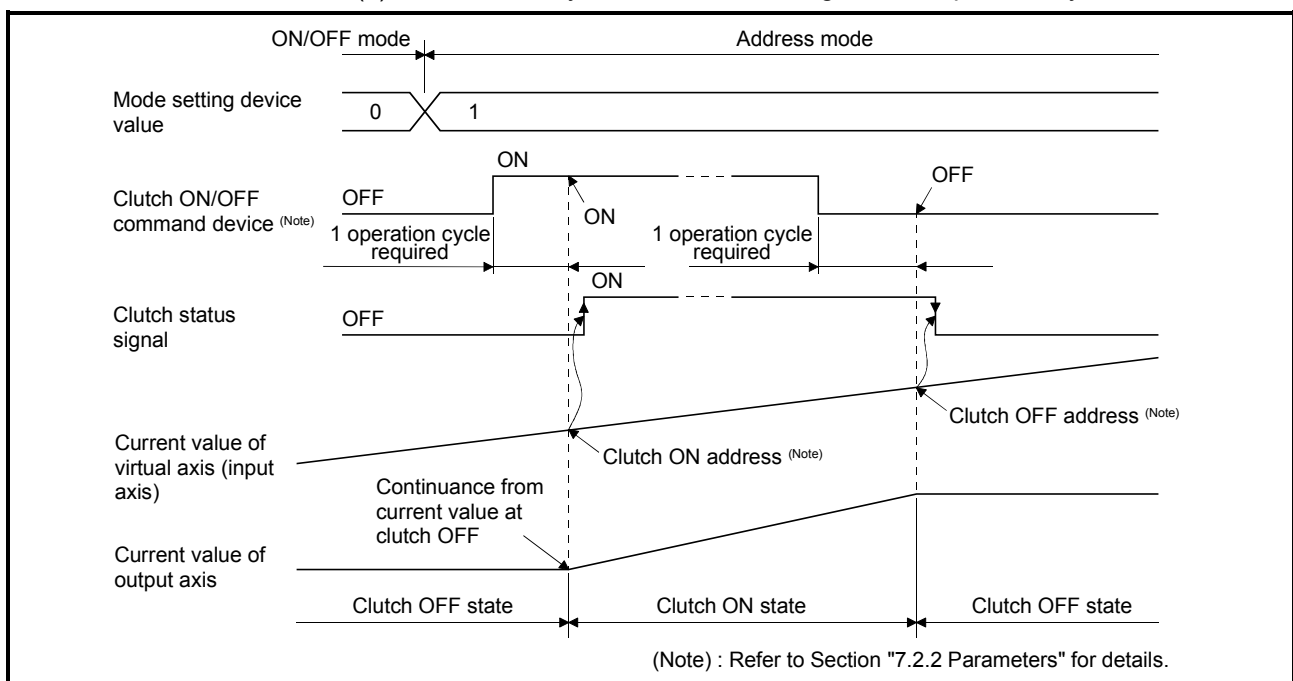 ON/OFF mode
Address mode
Mode setting device
value
0
1
ON
OFF
Clutch ON/OFF
command device (Note)
OFF
ON
1 operation cycle
required
1 operation cycle
required
ON
Clutch status
signal
OFF
Clutch OFF address (Note)
Clutch ON address (Note)
Current value of
virtual axis (input
axis)
Continuance from
current value at
clutch OFF
Current value of
output axis
Clutch OFF state
Clutch ON state
Clutch OFF state
(Note) : Refer to Section "7.2.2 Parameters" for details.